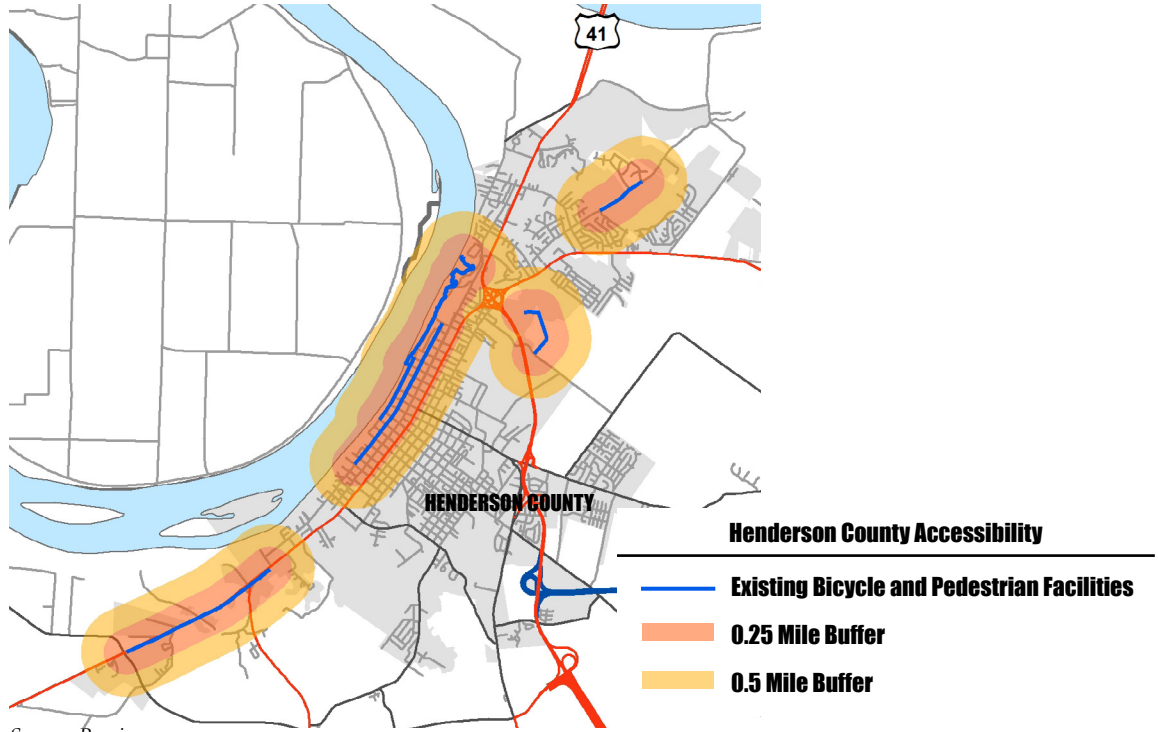 41
HENDERSON COUNTY
Henderson County Accessibility
Existing Bicycle and Pedestrian Facilities
0.25 Mile Buffer
0.5 Mile Buffer